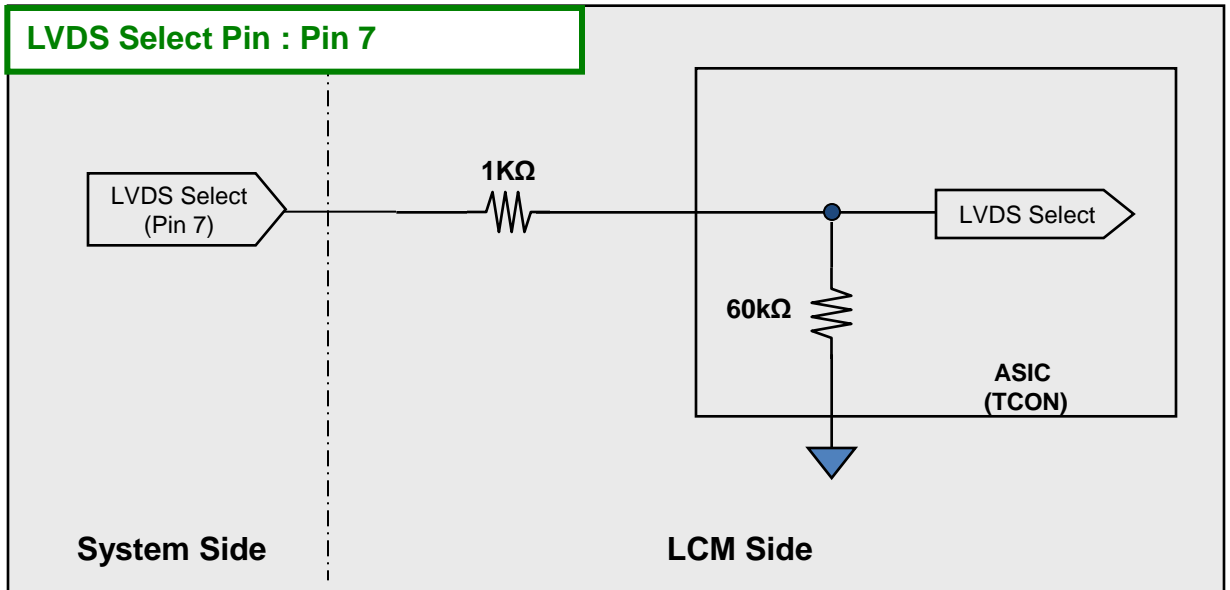 LVDS Select Pin : Pin 7
1KΩ
LVDS Select
(Pin 7)
LVDS Select
60kΩ
ASIC
(TCON)
System Side
LCM Side